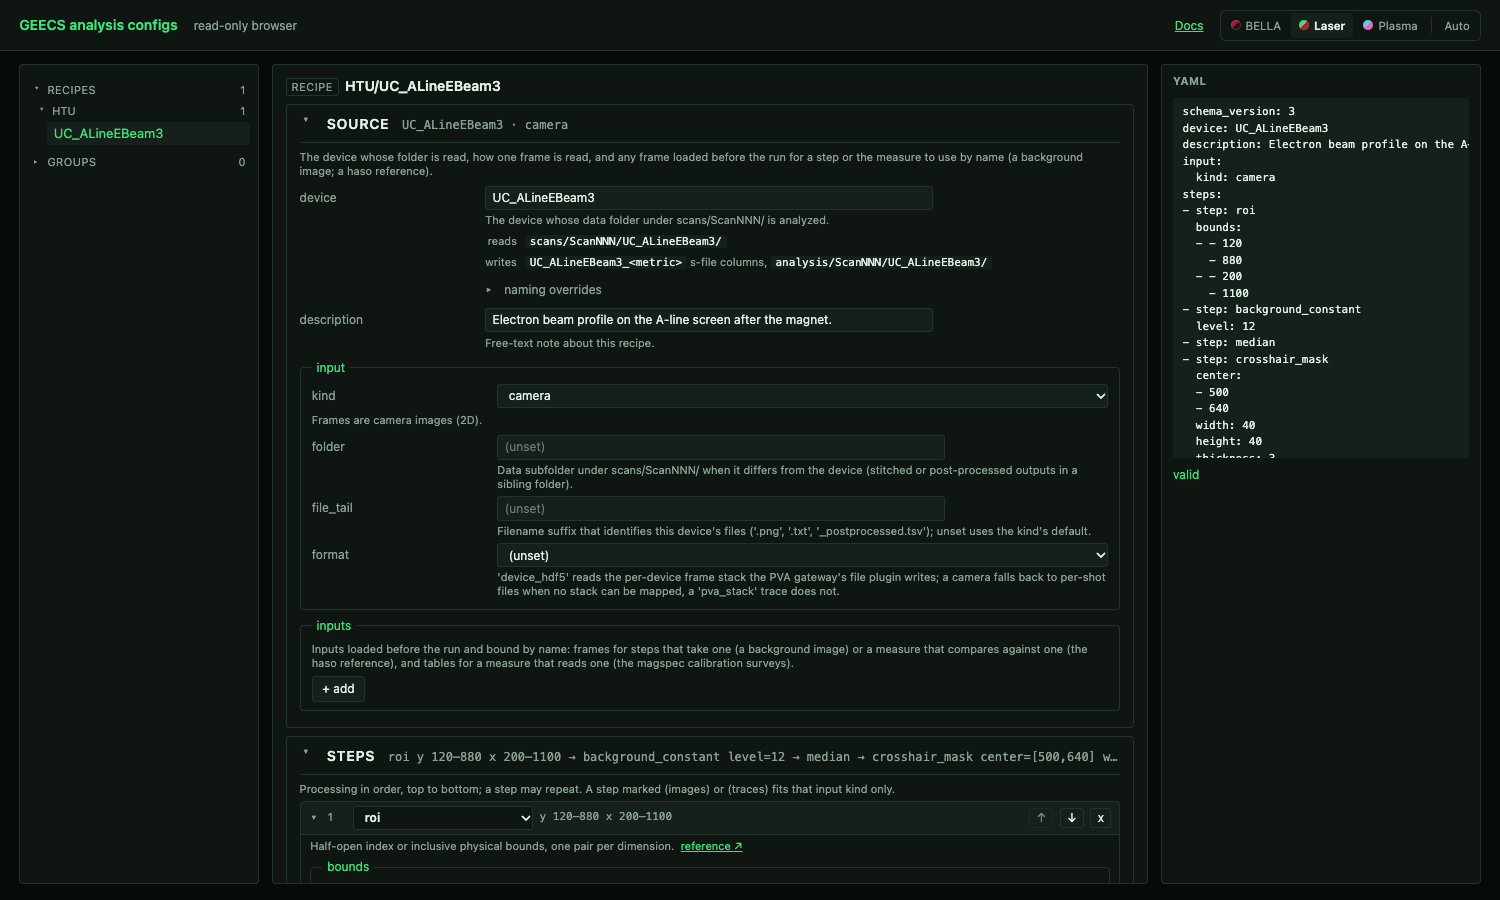 GEECS analysis configs read-only browser
Docs BELLA Laser Plasma Auto
RECIPES 1
HTU 1
UC_ALineEBeam3
GROUPS 0
RECIPE HTU/UC_ALineEBeam3
SOURCE UC_ALineEBeam3 · camera
The device whose folder is read, how one frame is read, and any frame loaded before the run for a step or the measure to use by name (a background
image; a haso reference).
device UC_ALineEBeam3
The device whose data folder under scans/ScanNNN/ is analyzed.
reads scans/ScanNNN/UC_ALineEBeam3/
writes UC_ALineEBeam3_<metric> s-file columns, analysis/ScanNNN/UC_ALineEBeam3/
naming overrides
description Electron beam profile on the A-line screen after the magnet.
Free-text note about this recipe.
input
kind camera
Frames are camera images (2D).
folder (unset)
Data subfolder under scans/ScanNNN/ when it differs from the device (stitched or post-processed outputs in a
sibling folder).
file_tail (unset)
Filename suffix that identifies this device's files ('.png', '.txt', '_postprocessed.tsv'); unset uses the kind's default.
format (unset)
'device_hdf5' reads the per-device frame stack the PVA gateway's file plugin writes; a camera falls back to per-shot
files when no stack can be mapped, a 'pva_stack' trace does not.
inputs
Inputs loaded before the run and bound by name: frames for steps that take one (a background image) or a measure that compares against one (the
haso reference), and tables for a measure that reads one (the magspec calibration surveys).
+ add
STEPS roi y 120–880 x 200–1100 → background_constant level=12 → median → crosshair_mask center=[500,640] w…
Processing in order, top to bottom; a step may repeat. A step marked (images) or (traces) fits that input kind only.
1 roi y 120–880 x 200–1100 ↑ ↓ x
Half-open index or inclusive physical bounds, one pair per dimension. reference ↗
bounds
YAML
schema_version: 3
device: UC_ALineEBeam3
description: Electron beam profile on the A-
input:
kind: camera
steps:
- step: roi
bounds:
- - 120
- 880
- - 200
- 1100
- step: background_constant
level: 12
- step: median
- step: crosshair_mask
center:
- 500
- 640
width: 40
height: 40
thickness: 3
valid